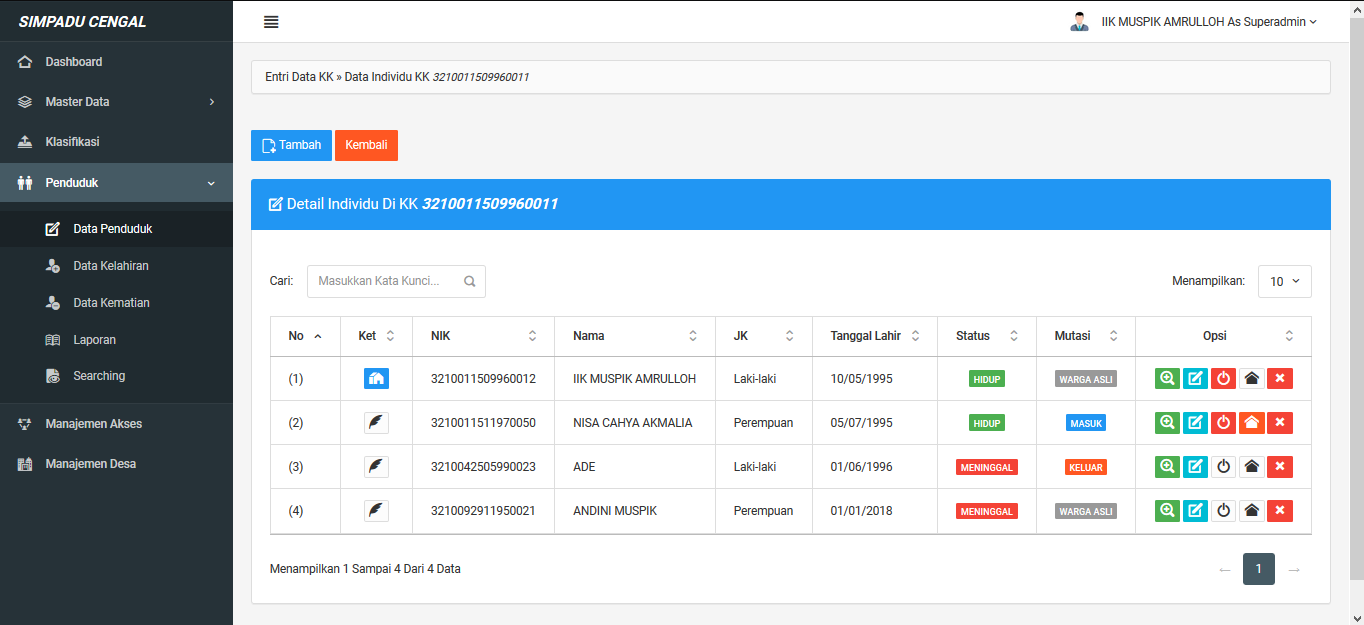 SIMPADU CENGAL
IIK MUSPIK AMRULLOH As Superadmin
Dashboard
Master Data
Klasifikasi
Penduduk
Data Penduduk
Data Kelahiran
Data Kematian
Laporan
Searching
Manajemen Akses
Manajemen Desa
Entri Data KK » Data Individu KK 3210011509960011
Tambah Kembali
Detail Individu Di KK 3210011509960011
Cari: Masukkan Kata Kunci... Menampilkan: 10
No Ket NIK Nama JK Tanggal Lahir Status Mutasi Opsi
(1) 3210011509960012 IIK MUSPIK AMRULLOH Laki-laki 10/05/1995 HIDUP WARGA ASLI
(2) 3210011511970050 NISA CAHYA AKMALIA Perempuan 05/07/1995 HIDUP MASUK
(3) 3210042505990023 ADE Laki-laki 01/06/1996 MENINGGAL KELUAR
(4) 3210092911950021 ANDINI MUSPIK Perempuan 01/01/2018 MENINGGAL WARGA ASLI
Menampilkan 1 Sampai 4 Dari 4 Data
← 1 →